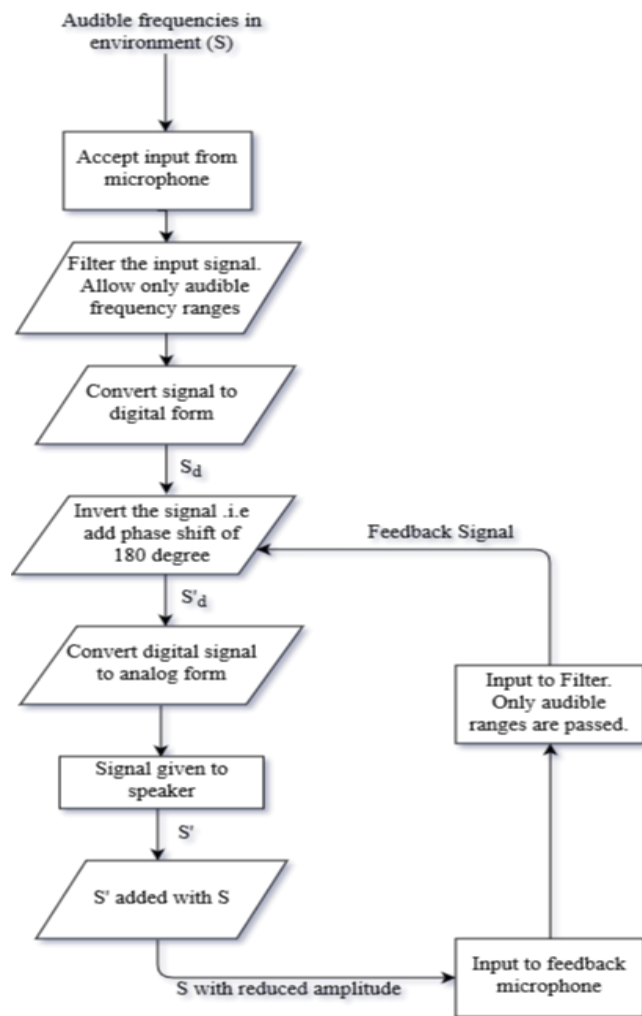 Audible frequencies in
environment (S)
Accept input from
microphone
Filter the input signal.
Allow only audible
frequency ranges
Convert signal to
digital form
Sd
Invert the signal .i.e
add phase shift of
180 degree
Feedback Signal
S'd
Convert digital signal
to analog form
Input to Filter.
Only audible
ranges are passed.
Signal given to
speaker
S'
S' added with S
S with reduced amplitude
Input to feedback
microphone